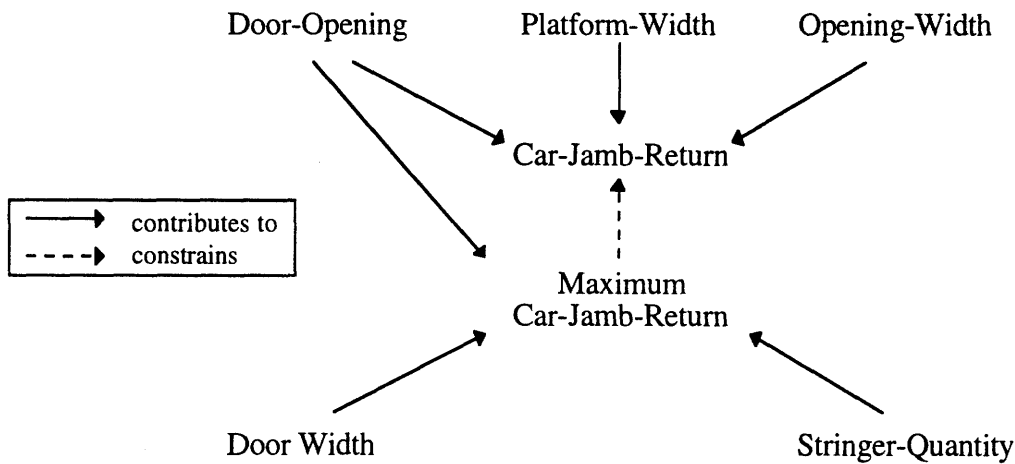 Door-Opening
Platform-Width
Opening-Width
Car-Jamb-Return
contributes to
constrains
Maximum
Car-Jamb-Return
Door Width
Stringer-Quantity